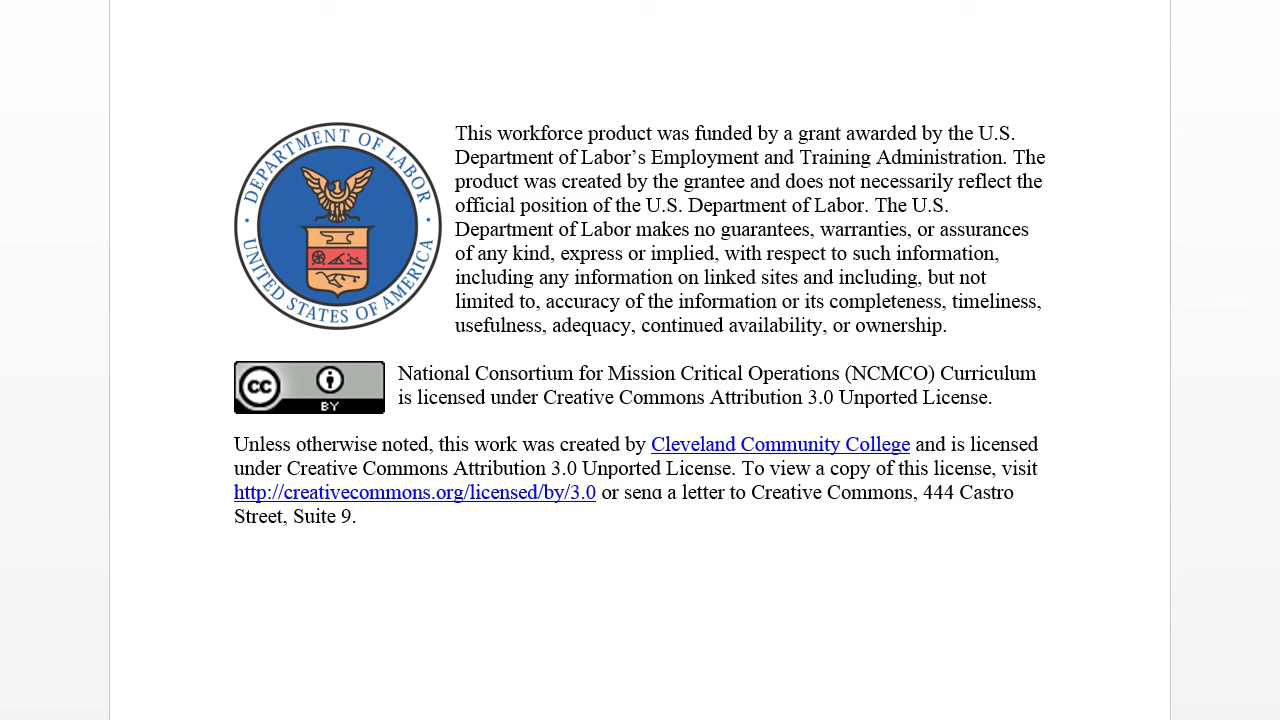 DEPARTMENT OF LABOR
UNITED STATES OF AMERICA
This workforce product was funded by a grant awarded by the U.S.
Department of Labor’s Employment and Training Administration. The
product was created by the grantee and does not necessarily reflect the
official position of the U.S. Department of Labor. The U.S.
Department of Labor makes no guarantees, warranties, or assurances
of any kind, express or implied, with respect to such information,
including any information on linked sites and including, but not
limited to, accuracy of the information or its completeness, timeliness,
usefulness, adequacy, continued availability, or ownership.
cc
BY
National Consortium for Mission Critical Operations (NCMCO) Curriculum
is licensed under Creative Commons Attribution 3.0 Unported License.
Unless otherwise noted, this work was created by Cleveland Community College and is licensed
under Creative Commons Attribution 3.0 Unported License. To view a copy of this license, visit
http://creativecommons.org/licensed/by/3.0 or send a letter to Creative Commons, 444 Castro
Street, Suite 9.